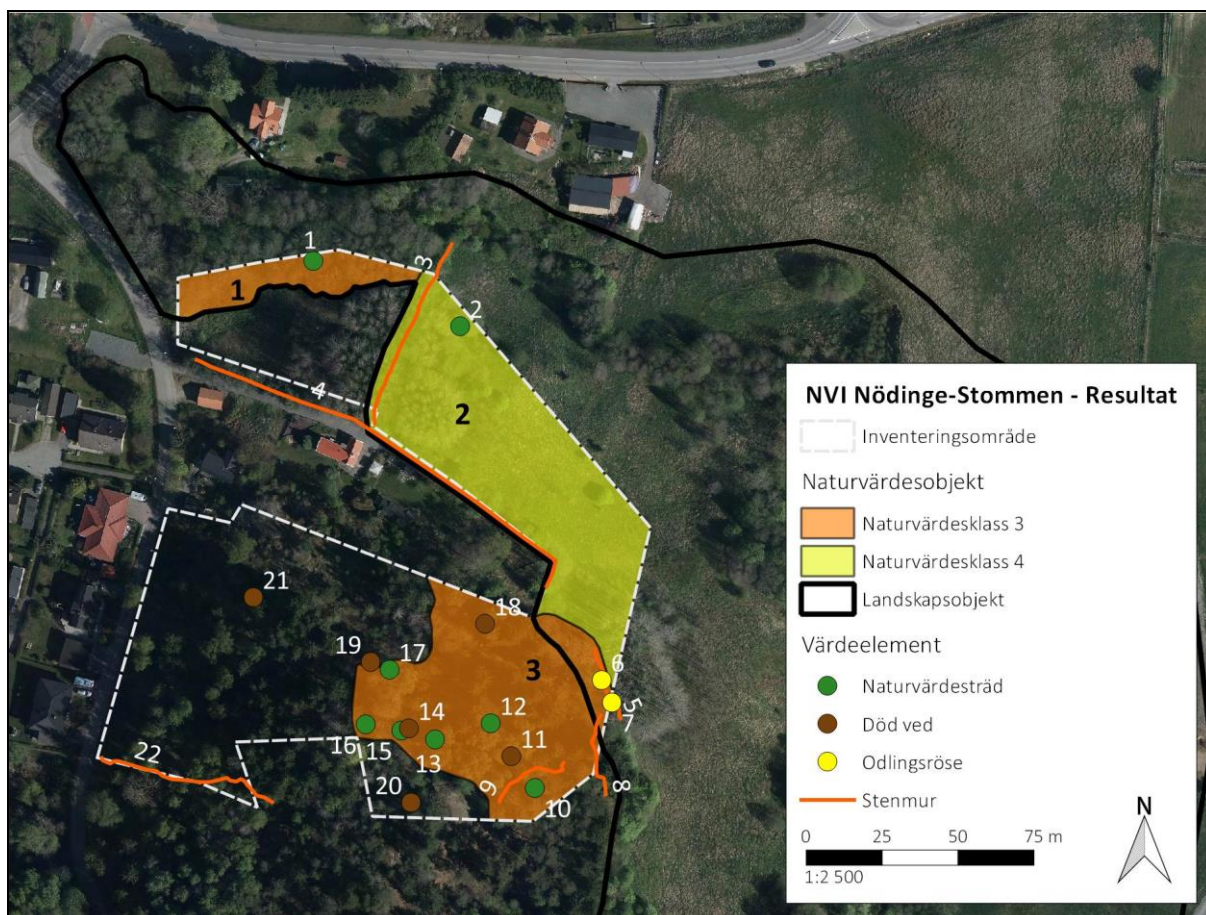 1
1
3
2
4
2
21
18
19
17
3
6
5
7
12
14
16
15
13
11
22
20
9
10
8
NVI Nödinge-Stommen - Resultat
Inventeringsområde
Naturvärdesobjekt
Naturvärdesklass 3
Naturvärdesklass 4
Landskapsobjekt
Värdeelement
Naturvärdesträd
Död ved
Odlingsröse
Stenmur
N
0 25 50 75 m
1:2 500